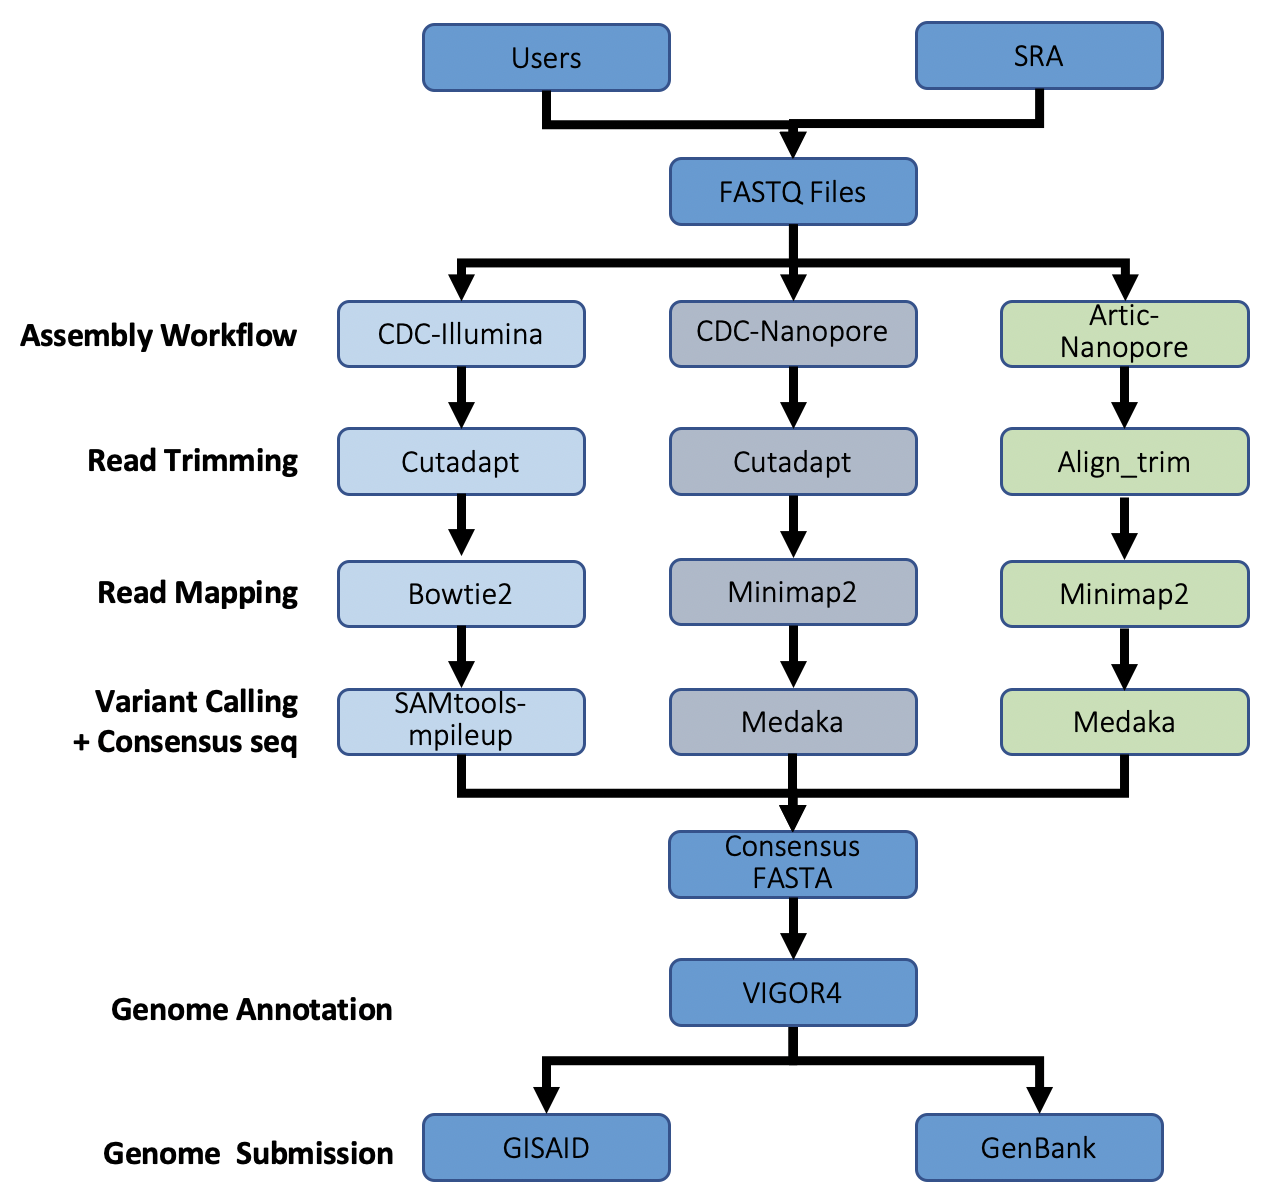 Users
SRA
FASTQ Files
Assembly Workflow
CDC-Illumina
CDC-Nanopore
Artic-
Nanopore
Read Trimming
Cutadapt
Cutadapt
Align_trim
Read Mapping
Bowtie2
Minimap2
Minimap2
Variant Calling
+ Consensus seq
SAMtools-
mpileup
Medaka
Medaka
Consensus
FASTA
Genome Annotation
VIGOR4
Genome  Submission
GISAID
GenBank